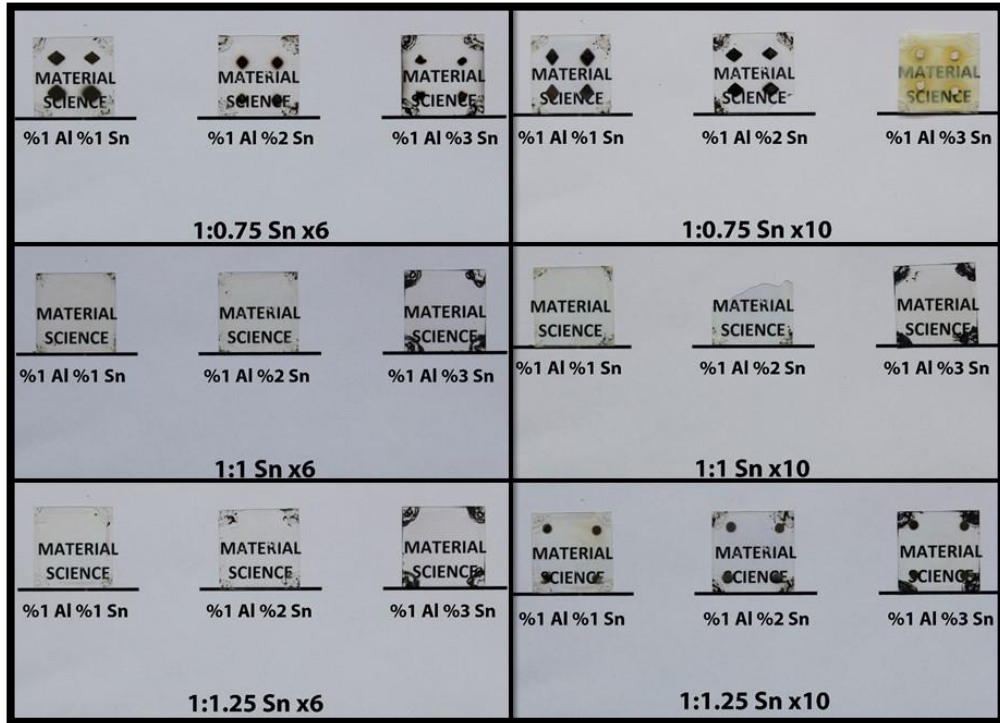 MATERIAL MATERIAL MATERIAL
SCIENCE SCIENCE SCIENCE
%1 Al %1 Sn %1 Al %2 Sn %1 Al %3 Sn
1:0.75 Sn x6
MATERIAL MATERIAL MATERIAL
SCIENCE SCIENCE SCIENCE
%1 Al %1 Sn %1 Al %2 Sn %1 Al %3 Sn
1:0.75 Sn x10
MATERIAL MATERIAL MATERIAL
SCIENCE SCIENCE SCIENCE
%1 Al %1 Sn %1 Al %2 Sn %1 Al %3 Sn
1:1 Sn x6
MATERIAL MATERIAL MATERIAL
SCIENCE SCIENCE SCIENCE
%1 Al %1 Sn %1 Al %2 Sn %1 Al %3 Sn
1:1 Sn x10
MATERIAL MATERIAL MATERIAL
SCIENCE SCIENCE SCIENCE
%1 Al %1 Sn %1 Al %2 Sn %1 Al %3 Sn
1:1.25 Sn x6
MATERIAL MATERIAL MATERIAL
SCIENCE SCIENCE SCIENCE
%1 Al %1 Sn %1 Al %2 Sn %1 Al %3 Sn
1:1.25 Sn x10